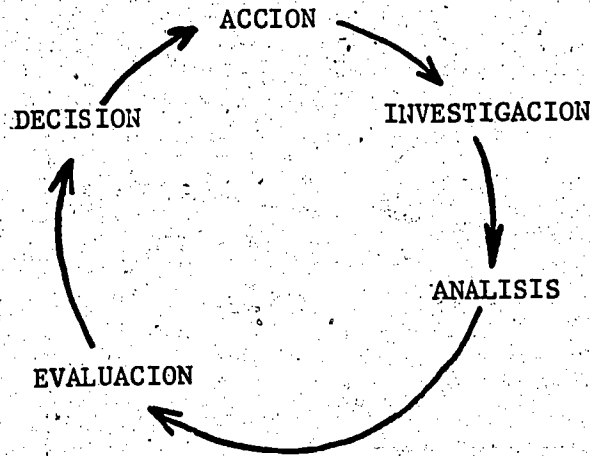 ACCION
INVESTIGACION
DECISION
ANALISIS
EVALUACION